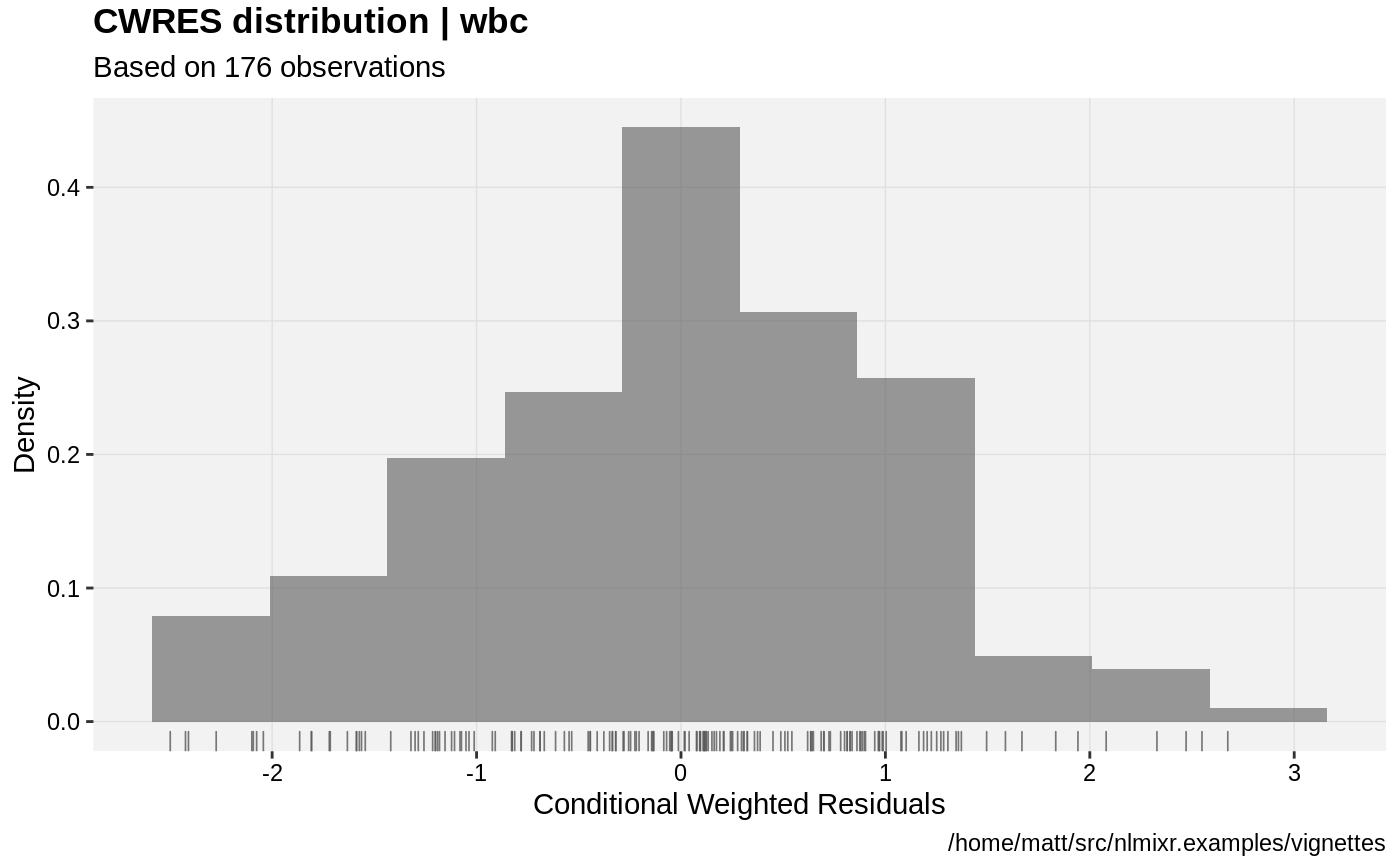 CWRES distribution | wbc
Based on 176 observations
Density
0.4
0.3
0.2
0.1
0.0
-2 -1 0 1 2 3
Conditional Weighted Residuals
/home/matt/src/nlmixr.examples/vignettes